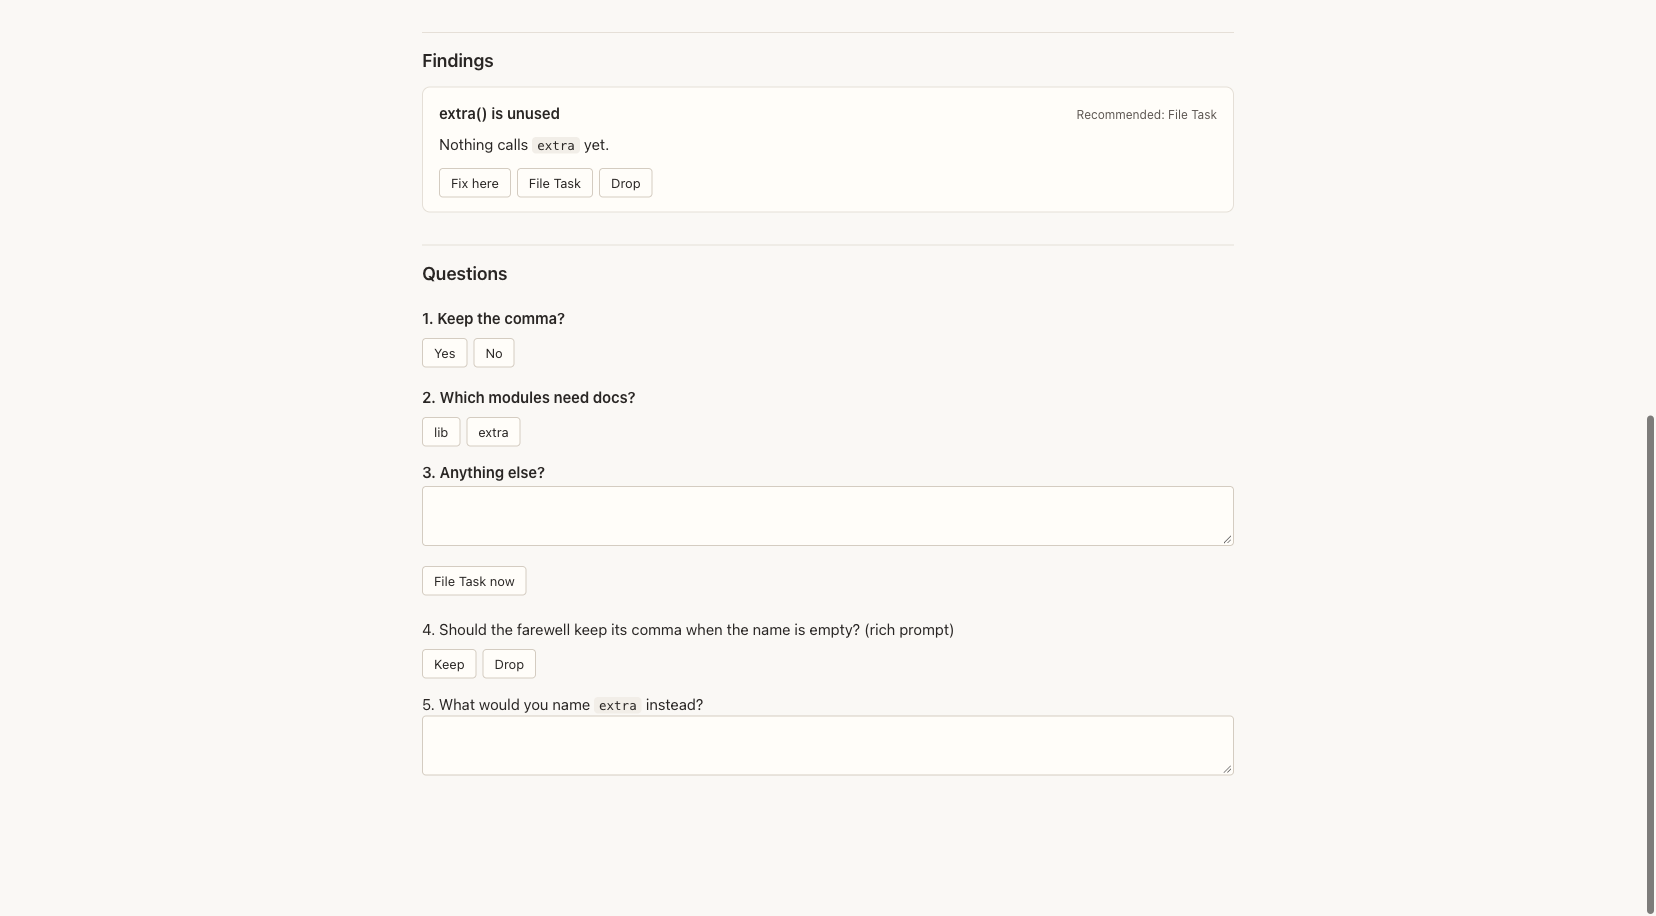 Findings
extra() is unused
Recommended: File Task
Nothing calls extra yet.
Fix here
File Task
Drop
Questions
1. Keep the comma?
Yes
No
2. Which modules need docs?
lib
extra
3. Anything else?
File Task now
4. Should the farewell keep its comma when the name is empty? (rich prompt)
Keep
Drop
5. What would you name extra instead?